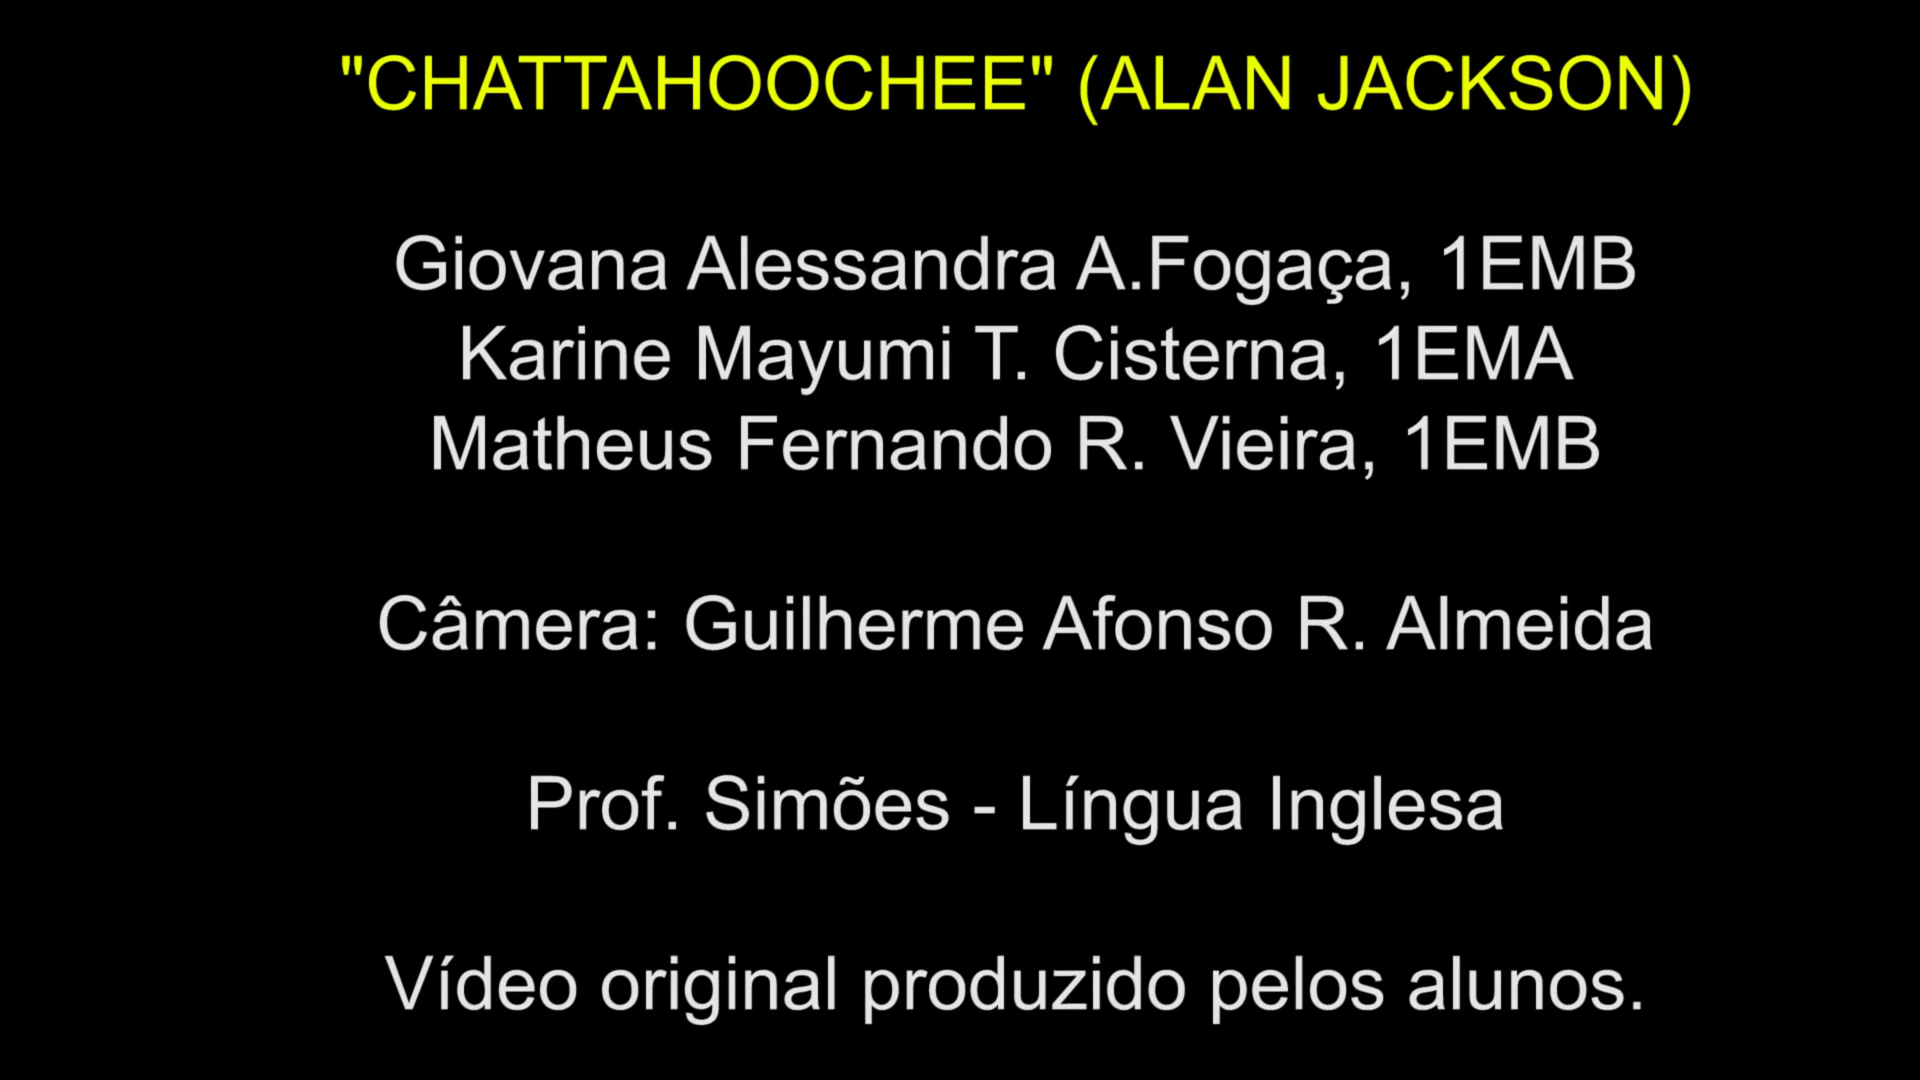 "CHATTAHOOCHEE" (ALAN JACKSON)
Giovana Alessandra A.Fogaça, 1EMB
Karine Mayumi T. Cisterna, 1EMA
Matheus Fernando R. Vieira, 1EMB
Câmera: Guilherme Afonso R. Almeida
Prof. Simões - Língua Inglesa
Vídeo original produzido pelos alunos.